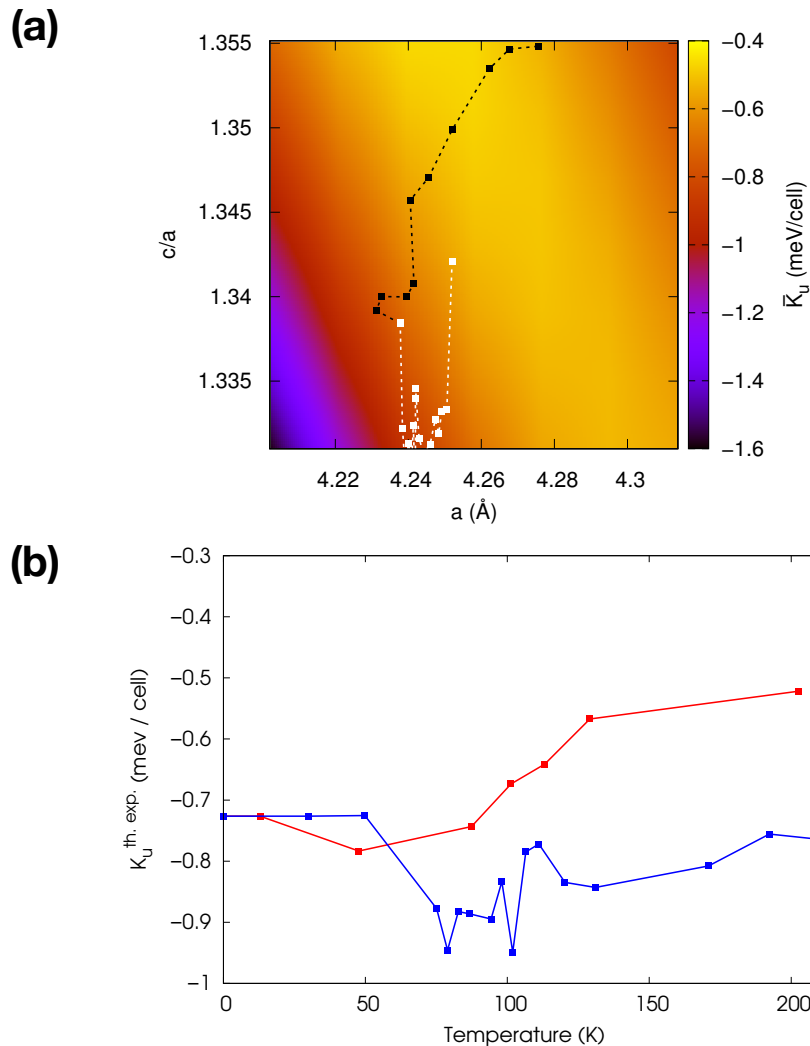 (a)
1.355
1.35
1.345
1.34
1.335
c/a
4.22 4.24 4.26 4.28 4.3
a (Å)
−0.4
−0.6
−0.8
−1
−1.2
−1.4
−1.6
K̄u (meV/cell)
(b)
−0.3
−0.4
−0.5
−0.6
−0.7
−0.8
−0.9
−1
Ku th. exp. (mev / cell)
0 50 100 150 200
Temperature (K)